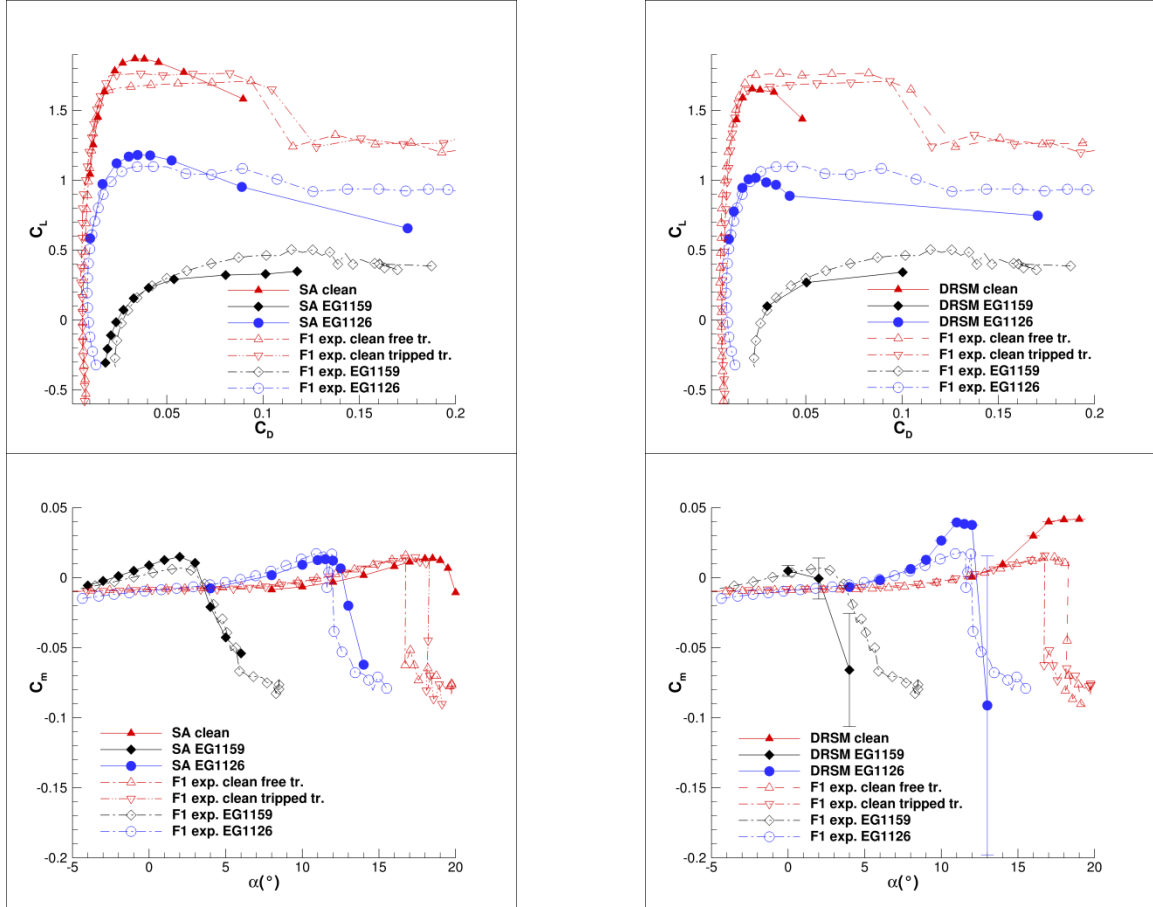 C_L
1.5
1
0.5
0
-0.5
SA clean
SA EG1159
SA EG1126
F1 exp. clean free tr.
F1 exp. clean tripped tr.
F1 exp. EG1159
F1 exp. EG1126
0.05 0.1 0.15 0.2
C_D
C_L
1.5
1
0.5
0
-0.5
DRSM clean
DRSM EG1159
DRSM EG1126
F1 exp. clean free tr.
F1 exp. clean tripped tr.
F1 exp. EG1159
F1 exp. EG1126
0.05 0.1 0.15 0.2
C_D
C_m
0.05
0
-0.05
-0.1
-0.15
-0.2
SA clean
SA EG1159
SA EG1126
F1 exp. clean free tr.
F1 exp. clean tripped tr.
F1 exp. EG1159
F1 exp. EG1126
-5 0 5 10 15 20
α(°)
C_m
0.05
0
-0.05
-0.1
-0.15
-0.2
DRSM clean
DRSM EG1159
DRSM EG1126
F1 exp. clean free tr.
F1 exp. clean tripped tr.
F1 exp. EG1159
F1 exp. EG1126
-5 0 5 10 15 20
α(°)